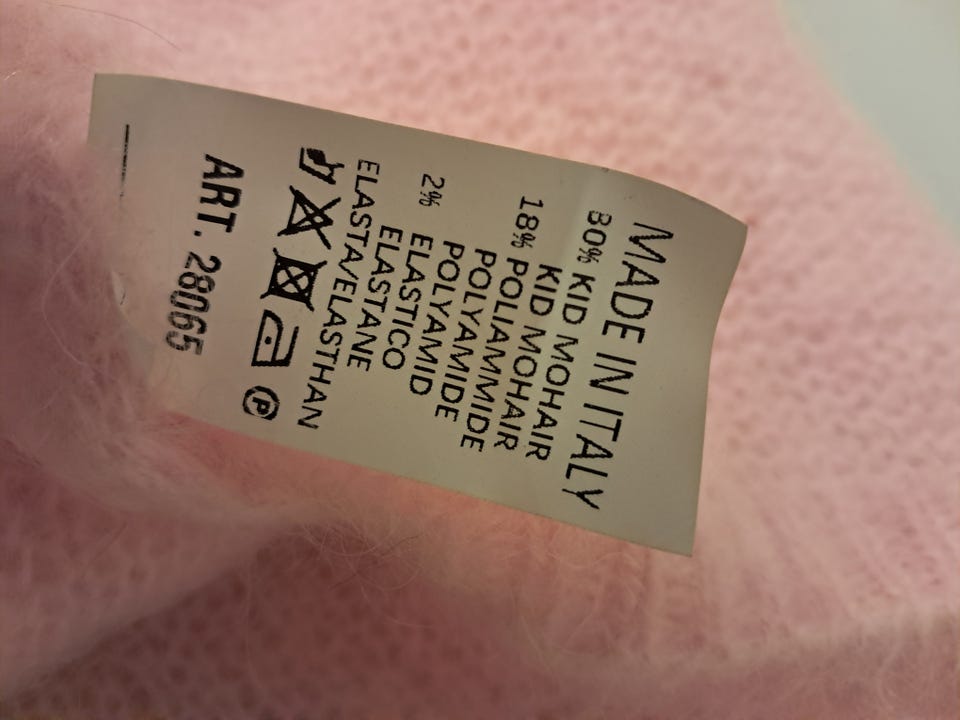 MADE IN ITALY
80% KID MOHAIR
KID MOHAIR
18% POLIAMMIDE
POLYAMIDE
POLYAMID
2% ELASTICO
ELASTANE
ELASTA/ELASTHAN
P
ART. 28065